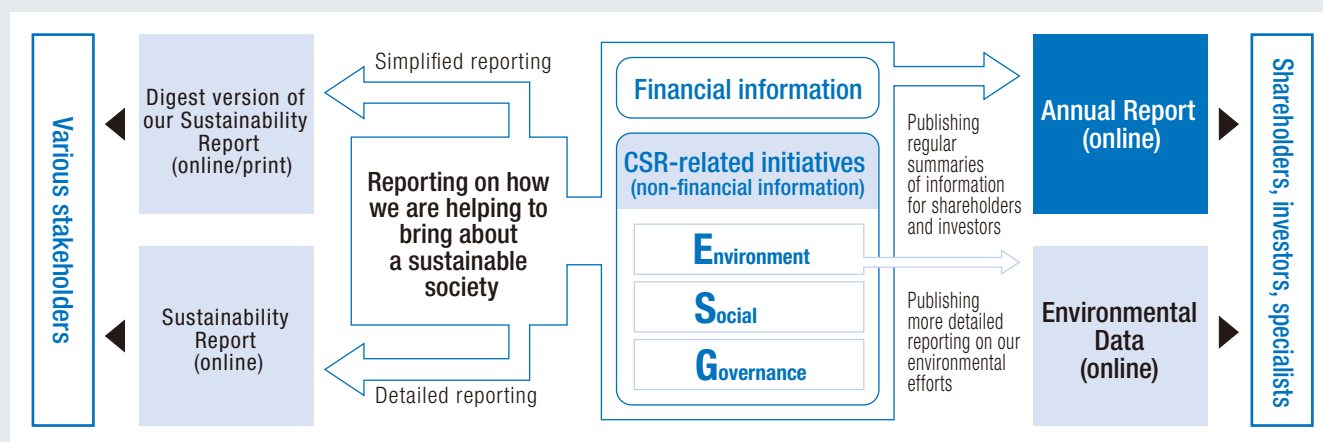 Various stakeholders
Digest version of
our Sustainability
Report
(online/print)
Sustainability
Report
(online)
Simplified reporting
Reporting on how
we are helping to
bring about
a sustainable
society
Detailed reporting
Financial information
CSR-related initiatives
(non-financial information)
Environment
Social
Governance
Publishing
regular
summaries
of information
for shareholders
and investors
Publishing
more detailed
reporting on our
environmental
efforts
Annual Report
(online)
Environmental
Data
(online)
Shareholders, investors, specialists